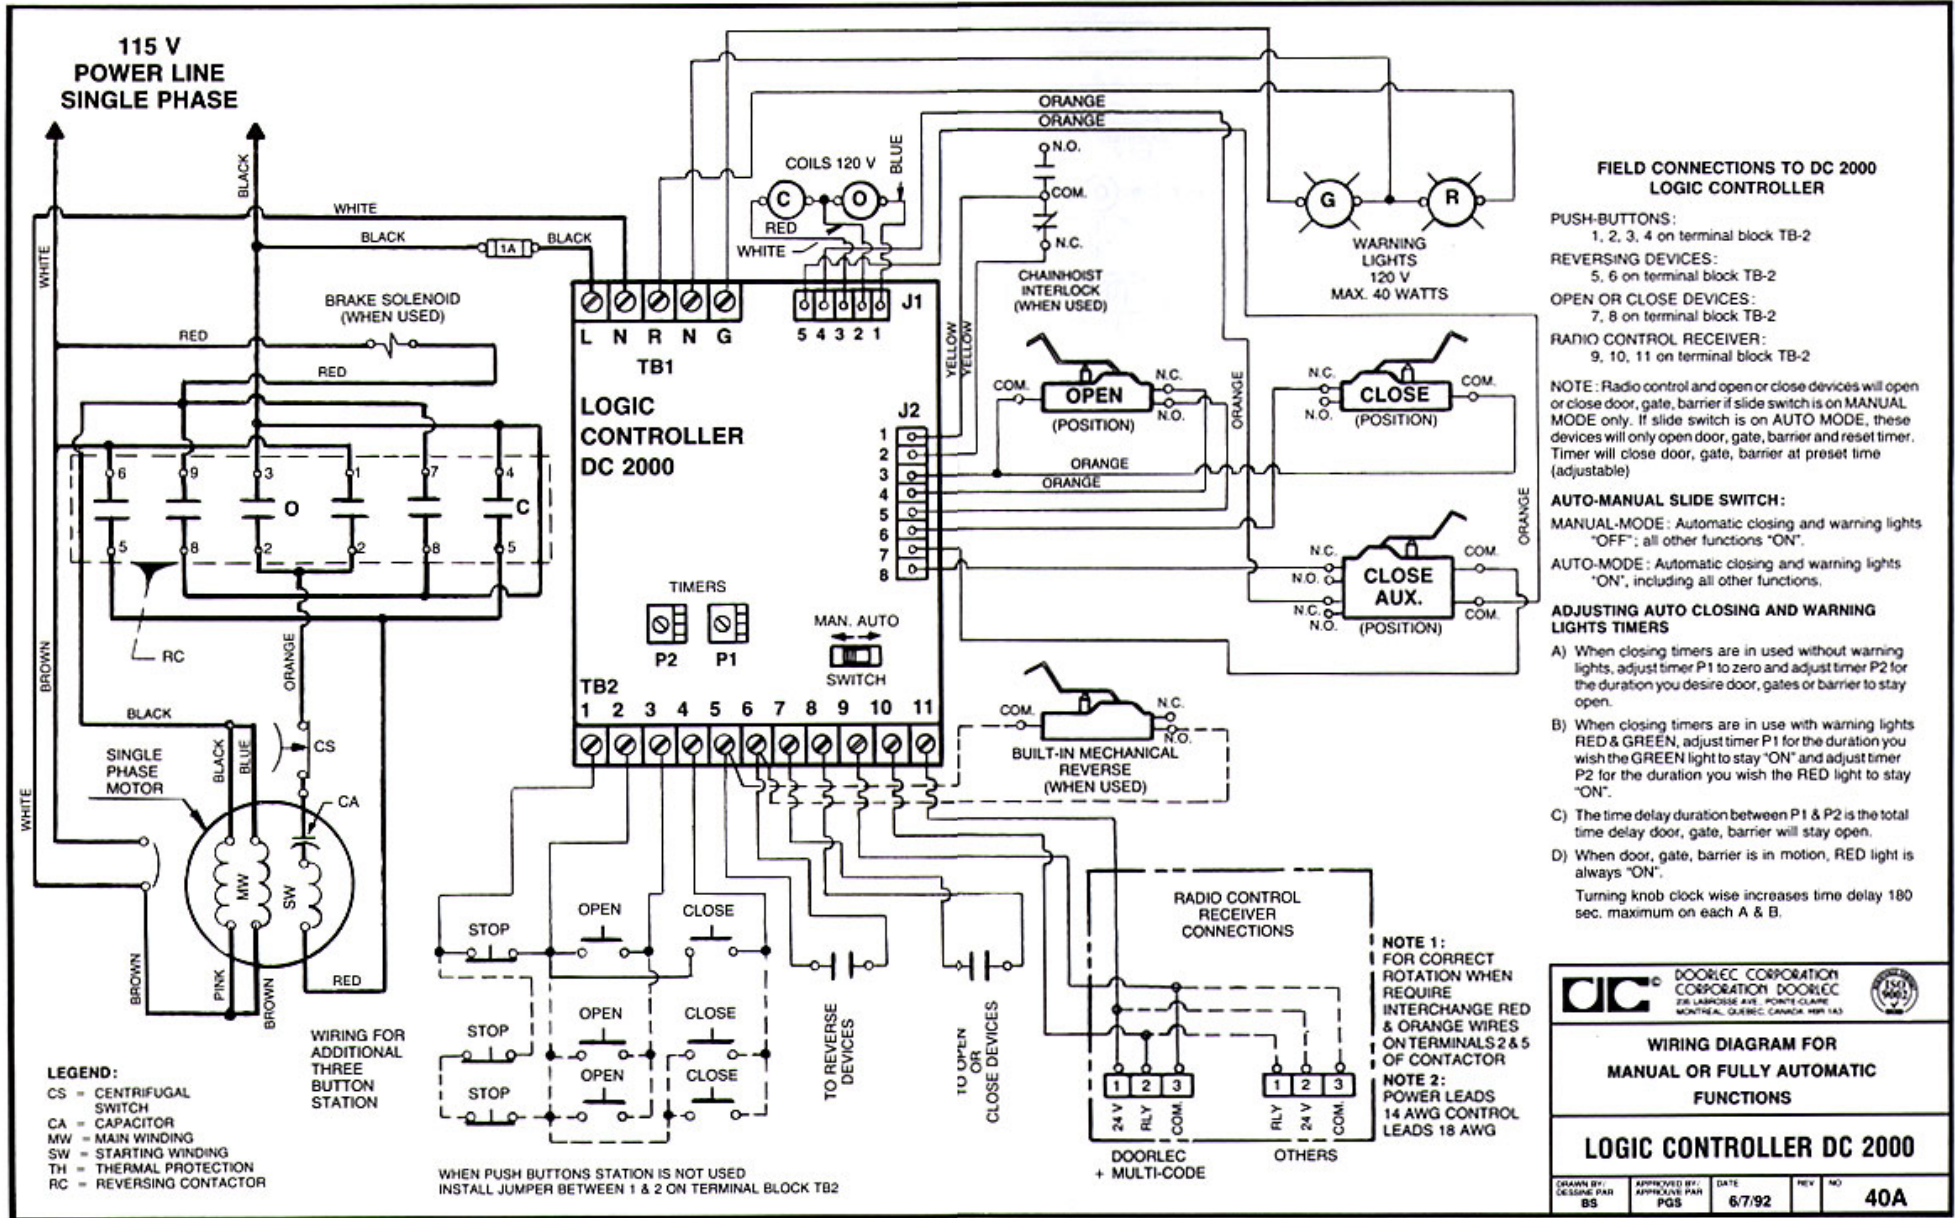 115 V
POWER LINE
SINGLE PHASE
BLACK
WHITE
WHITE
BLACK
1A
BLACK
BRAKE SOLENOID
(WHEN USED)
RED
RED
6
9
3
1
7
4
O
C
5
8
2
2
8
5
RC
ORANGE
BROWN
WHITE
BLACK
BLACK
BLUE
CS
SINGLE
PHASE
MOTOR
CA
MW
SW
BROWN
PINK
BROWN
RED
LEGEND:
CS = CENTRIFUGAL
SWITCH
CA = CAPACITOR
MW = MAIN WINDING
SW = STARTING WINDING
TH = THERMAL PROTECTION
RC = REVERSING CONTACTOR
COILS 120 V
BLUE
C
O
RED
WHITE
L N R N G
TB1
5 4 3 2 1
J1
LOGIC
CONTROLLER
DC 2000
J2
1
2
3
4
5
6
7
8
TIMERS
P2
P1
MAN. AUTO
SWITCH
TB2
1 2 3 4 5 6 7 8 9 10 11
ORANGE
ORANGE
N.O.
COM.
N.C.
CHAINHOIST
INTERLOCK
(WHEN USED)
YELLOW
YELLOW
COM.
OPEN
N.C.
N.O.
(POSITION)
ORANGE
ORANGE
ORANGE
N.C.
N.O.
CLOSE
COM.
(POSITION)
N.C.
N.O.
N.C.
N.O.
CLOSE
AUX.
COM.
COM.
(POSITION)
ORANGE
G
R
WARNING
LIGHTS
120 V
MAX. 40 WATTS
COM.
N.C.
N.O.
BUILT-IN MECHANICAL
REVERSE
(WHEN USED)
STOP
OPEN
CLOSE
STOP
OPEN
CLOSE
STOP
OPEN
CLOSE
WIRING FOR
ADDITIONAL
THREE
BUTTON
STATION
WHEN PUSH BUTTONS STATION IS NOT USED
INSTALL JUMPER BETWEEN 1 & 2 ON TERMINAL BLOCK TB2
TO REVERSE
DEVICES
TO OPEN
OR
CLOSE DEVICES
RADIO CONTROL
RECEIVER
CONNECTIONS
1 2 3
1 2 3
24 V
RLY
COM.
RLY
24 V
COM.
DOORLEC
+ MULTI-CODE
OTHERS
NOTE 1:
FOR CORRECT
ROTATION WHEN
REQUIRE
INTERCHANGE RED
& ORANGE WIRES
ON TERMINALS 2 & 5
OF CONTACTOR
NOTE 2:
POWER LEADS
14 AWG CONTROL
LEADS 18 AWG
FIELD CONNECTIONS TO DC 2000
LOGIC CONTROLLER
PUSH-BUTTONS:
1, 2, 3, 4 on terminal block TB-2
REVERSING DEVICES:
5, 6 on terminal block TB-2
OPEN OR CLOSE DEVICES:
7, 8 on terminal block TB-2
RADIO CONTROL RECEIVER:
9, 10, 11 on terminal block TB-2
NOTE: Radio control and open or close devices will open
or close door, gate, barrier if slide switch is on MANUAL
MODE only. If slide switch is on AUTO MODE, these
devices will only open door, gate, barrier and reset timer.
Timer will close door, gate, barrier at preset time
(adjustable)
AUTO-MANUAL SLIDE SWITCH:
MANUAL-MODE: Automatic closing and warning lights
"OFF"; all other functions "ON".
AUTO-MODE: Automatic closing and warning lights
"ON", including all other functions.
ADJUSTING AUTO CLOSING AND WARNING
LIGHTS TIMERS
A) When closing timers are in used without warning
lights, adjust timer P1 to zero and adjust timer P2 for
the duration you desire door, gates or barrier to stay
open.
B) When closing timers are in use with warning lights
RED & GREEN, adjust timer P1 for the duration you
wish the GREEN light to stay "ON" and adjust timer
P2 for the duration you wish the RED light to stay
"ON".
C) The time delay duration between P1 & P2 is the total
time delay door, gate, barrier will stay open.
D) When door, gate, barrier is in motion, RED light is
always "ON".
Turning knob clock wise increases time delay 180
sec. maximum on each A & B.
DC ©
DOORLEC CORPORATION
CORPORATION DOORLEC
236 LABROSSE AVE., POINTE-CLAIRE
MONTREAL, QUEBEC, CANADA H9R 1A3
ISO
9002
WIRING DIAGRAM FOR
MANUAL OR FULLY AUTOMATIC
FUNCTIONS
LOGIC CONTROLLER DC 2000
DRAWN BY/
DESSINE PAR
BS
APPROVED BY/
APPROUVE PAR
PGS
DATE
6/7/92
REV
NO
40A